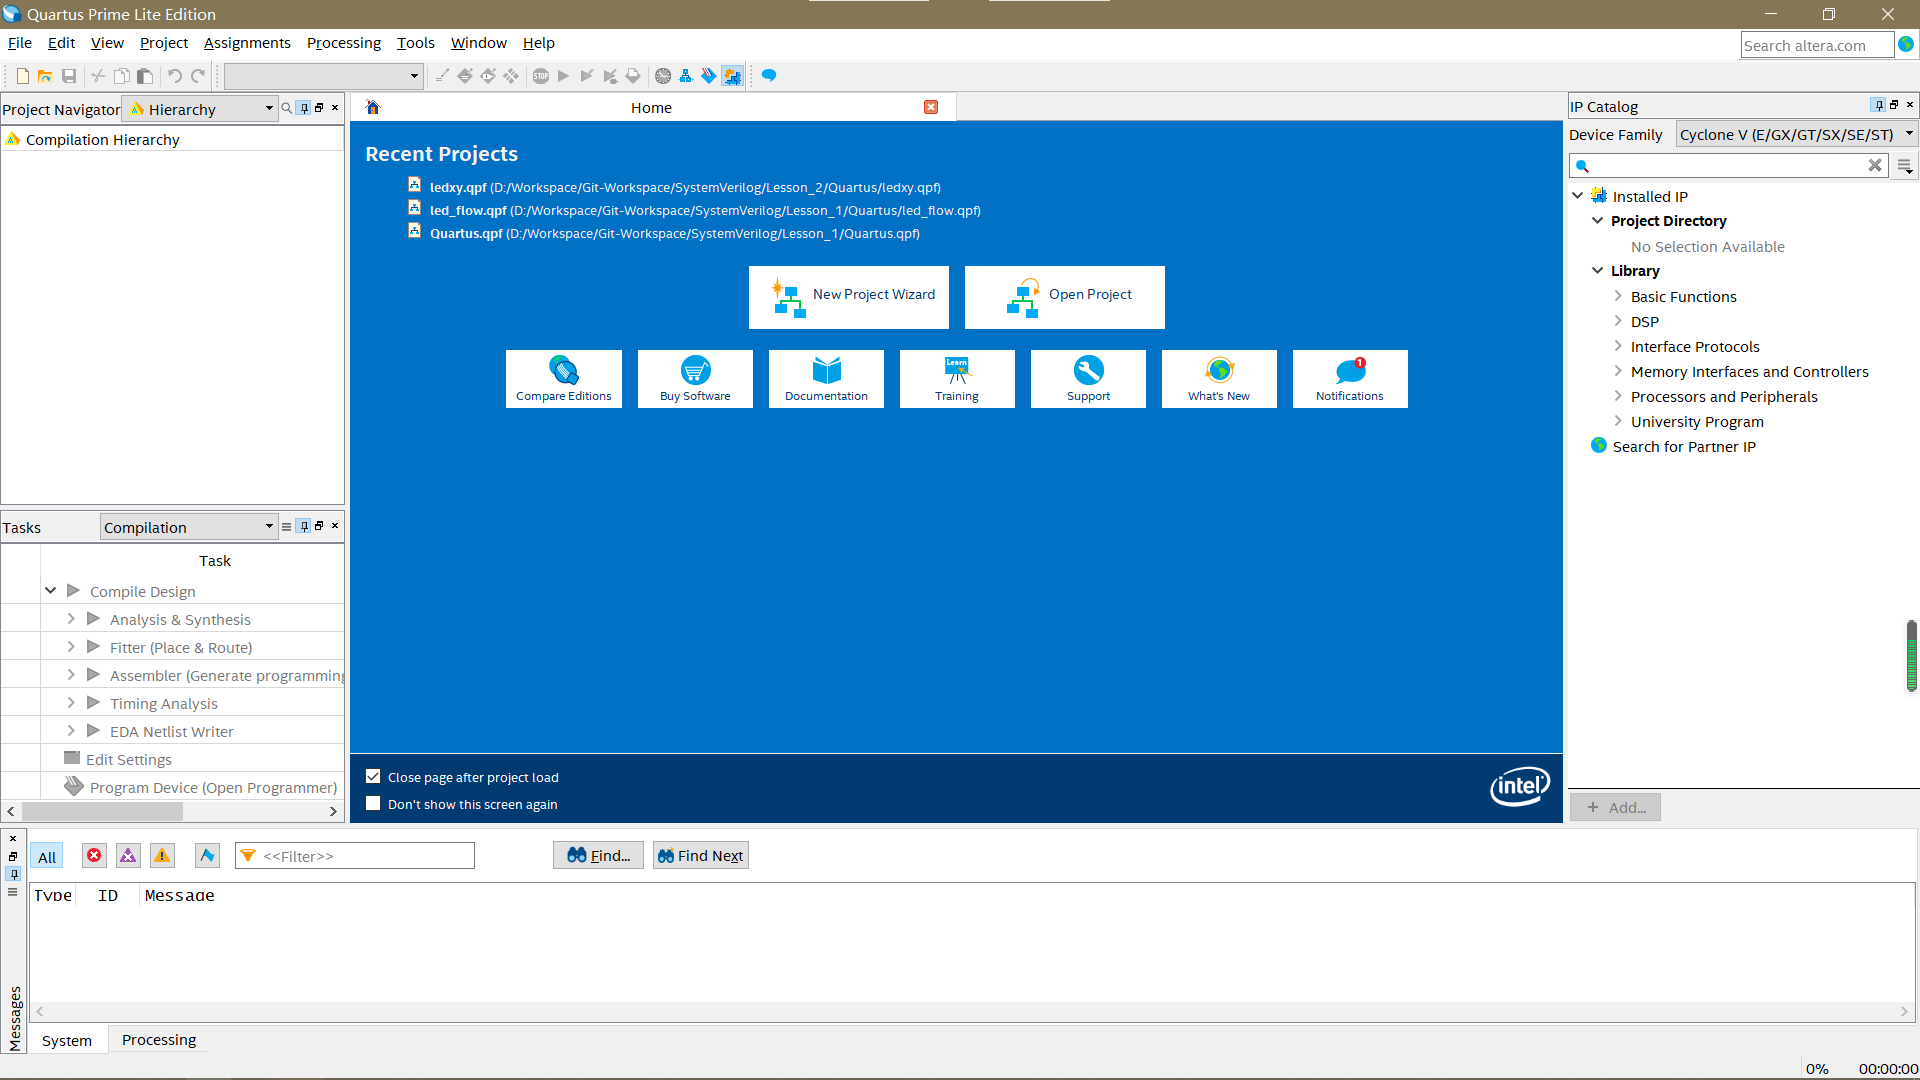 Quartus Prime Lite Edition
File Edit View Project Assignments Processing Tools Window Help
Search altera.com
Project Navigator Hierarchy
Compilation Hierarchy
Tasks Compilation
Task
Compile Design
Analysis & Synthesis
Fitter (Place & Route)
Assembler (Generate programming
Timing Analysis
EDA Netlist Writer
Edit Settings
Program Device (Open Programmer)
Home
Recent Projects
ledxy.qpf (D:/Workspace/Git-Workspace/SystemVerilog/Lesson_2/Quartus/ledxy.qpf)
led_flow.qpf (D:/Workspace/Git-Workspace/SystemVerilog/Lesson_1/Quartus/led_flow.qpf)
Quartus.qpf (D:/Workspace/Git-Workspace/SystemVerilog/Lesson_1/Quartus.qpf)
New Project Wizard
Open Project
Compare Editions
Buy Software
Documentation
Learn
Training
Support
What's New
1
Notifications
Close page after project load
Don't show this screen again
intel
IP Catalog
Device Family Cyclone V (E/GX/GT/SX/SE/ST)
Installed IP
Project Directory
No Selection Available
Library
Basic Functions
DSP
Interface Protocols
Memory Interfaces and Controllers
Processors and Peripherals
University Program
Search for Partner IP
+ Add...
All
<<Filter>>
Find...
Find Next
Type ID Message
Messages
System Processing
0% 00:00:00
STOP